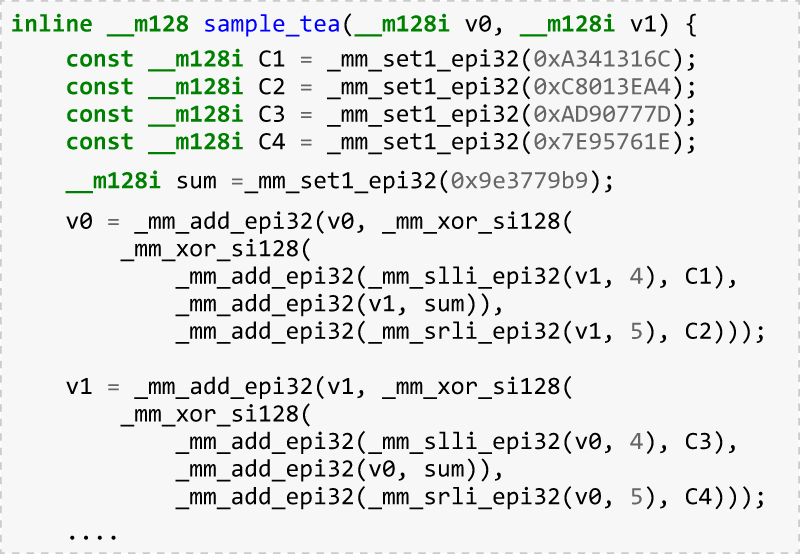 inline __m128 sample_tea(__m128i v0, __m128i v1) {
const __m128i C1 = _mm_set1_epi32(0xA341316C);
const __m128i C2 = _mm_set1_epi32(0xC8013EA4);
const __m128i C3 = _mm_set1_epi32(0xAD90777D);
const __m128i C4 = _mm_set1_epi32(0x7E95761E);
__m128i sum =_mm_set1_epi32(0x9e3779b9);
v0 = _mm_add_epi32(v0, _mm_xor_si128(
_mm_xor_si128(
_mm_add_epi32(_mm_slli_epi32(v1, 4), C1),
_mm_add_epi32(v1, sum)),
_mm_add_epi32(_mm_srli_epi32(v1, 5), C2)));
v1 = _mm_add_epi32(v1, _mm_xor_si128(
_mm_xor_si128(
_mm_add_epi32(_mm_slli_epi32(v0, 4), C3),
_mm_add_epi32(v0, sum)),
_mm_add_epi32(_mm_srli_epi32(v0, 5), C4)));
....